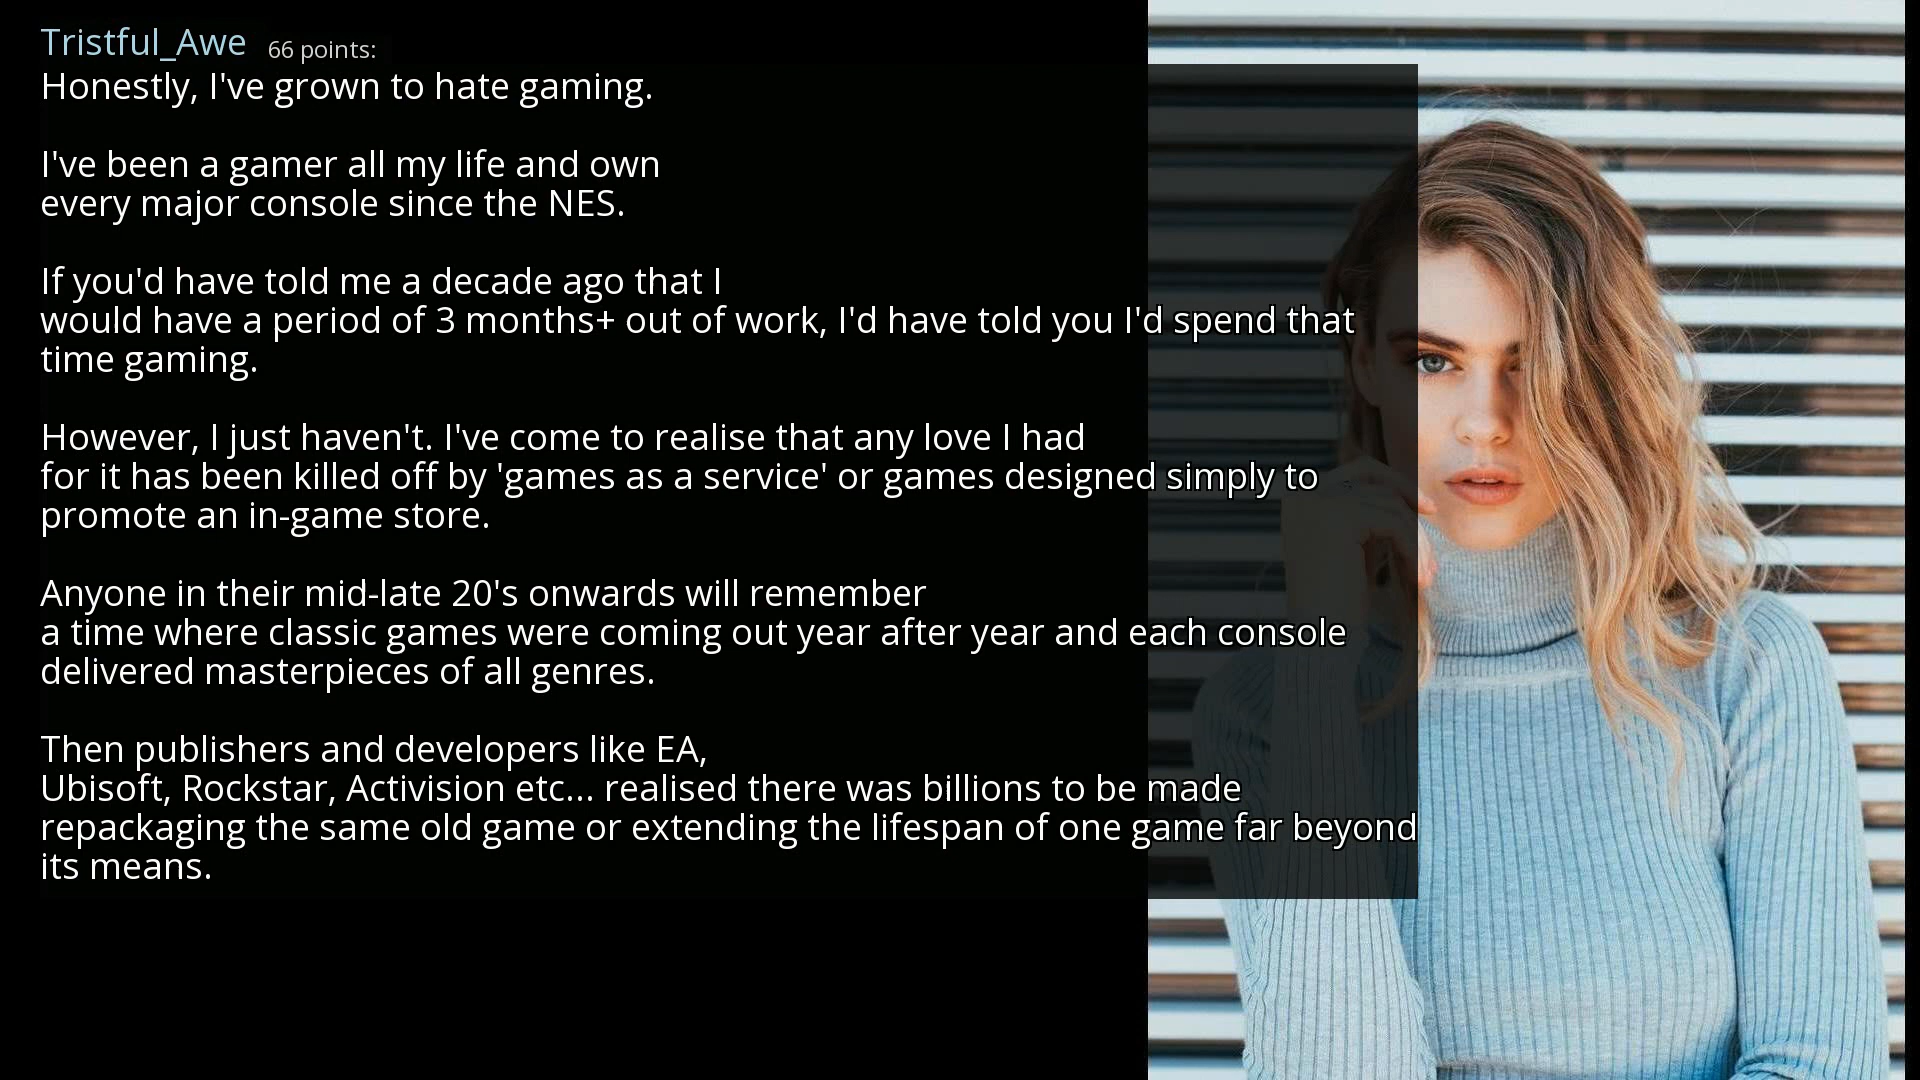 Tristful_Awe 66 points:
Honestly, I've grown to hate gaming.
I've been a gamer all my life and own
every major console since the NES.
If you'd have told me a decade ago that I
would have a period of 3 months+ out of work, I'd have told you I'd spend that
time gaming.
However, I just haven't. I've come to realise that any love I had
for it has been killed off by 'games as a service' or games designed simply to
promote an in-game store.
Anyone in their mid-late 20's onwards will remember
a time where classic games were coming out year after year and each console
delivered masterpieces of all genres.
Then publishers and developers like EA,
Ubisoft, Rockstar, Activision etc... realised there was billions to be made
repackaging the same old game or extending the lifespan of one game far beyond
its means.